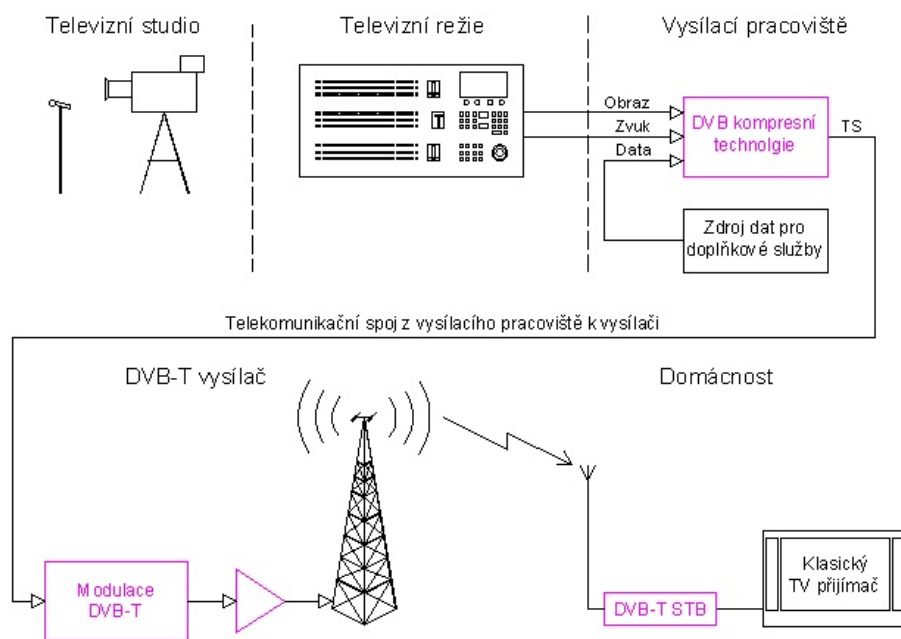 Televizní studio
Televizní režie
Vysílací pracoviště
Obraz
Zvuk
Data
DVB kompresní
technolgie
TS
Zdroj dat pro
doplňkové služby
Telekomunikační spoj z vysílacího pracoviště k vysílači
DVB-T vysílač
Domácnost
Modulace
DVB-T
DVB-T STB
Klasický
TV přijímač